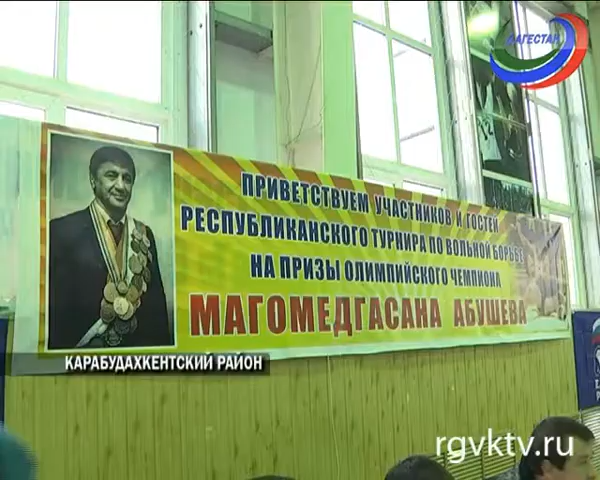 ДАГЕСТАН
ПРИВЕТСТВУЕМ УЧАСТНИКОВ И ГОСТЕЙ
РЕСПУБЛИКАНСКОГО ТУРНИРА ПО ВОЛЬНОЙ БОРЬБЕ
НА ПРИЗЫ ОЛИМПИЙСКОГО ЧЕМПИОНА
МАГОМЕДГАСАНА АБУШЕВА
КАРАБУДАХКЕНТСКИЙ РАЙОН
rgvktv.ru